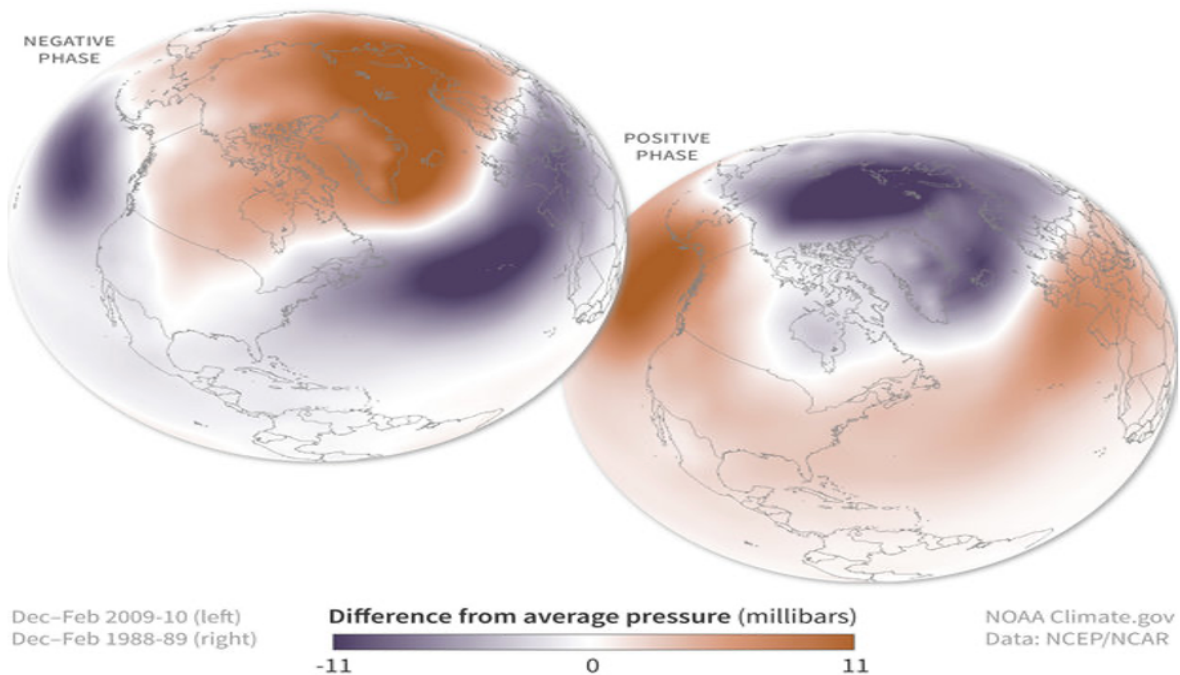 NEGATIVE
PHASE
POSITIVE
PHASE
Dec–Feb 2009-10 (left)
Dec–Feb 1988-89 (right)
Difference from average pressure (millibars)
-11 0 11
NOAA Climate.gov
Data: NCEP/NCAR